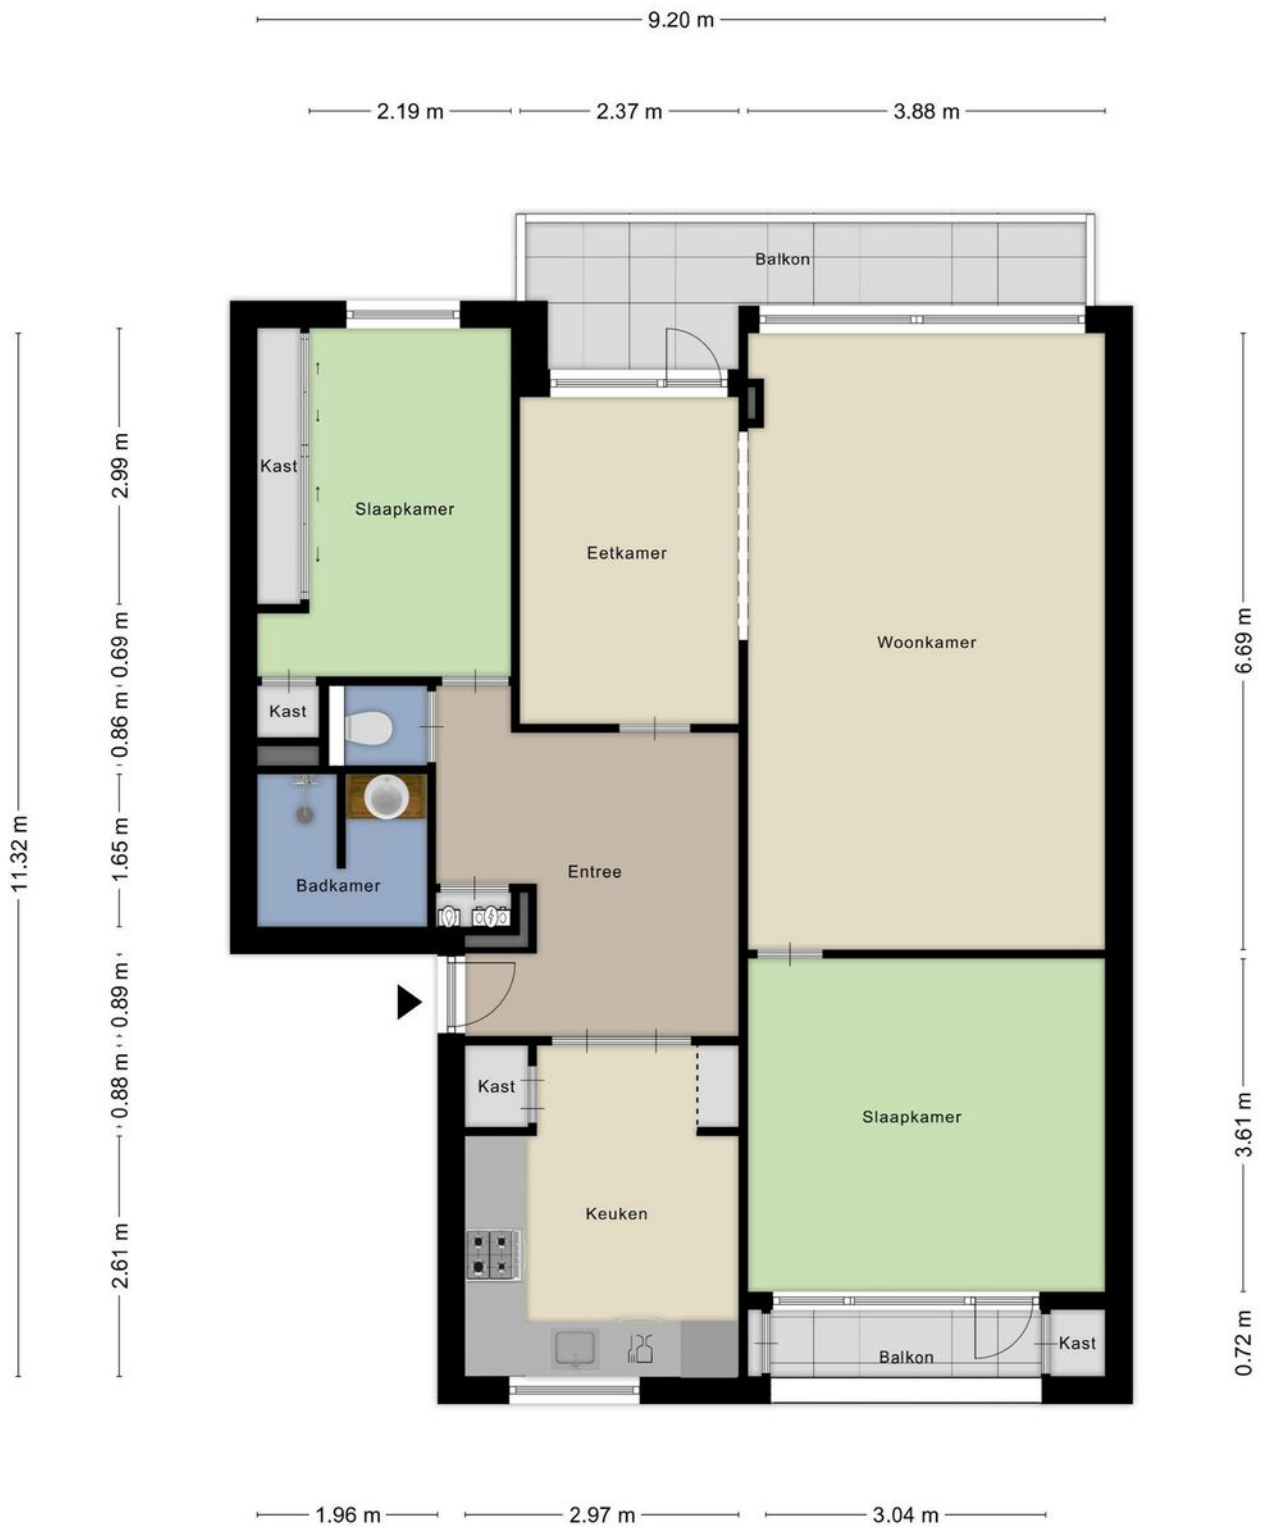 9.20 m
2.19 m
2.37 m
3.88 m
Balkon
Kast
Slaapkamer
Eetkamer
Woonkamer
Kast
Entree
Badkamer
Kast
Slaapkamer
Keuken
Balkon
Kast
11.32 m
2.99 m
0.69 m
0.86 m
1.65 m
0.89 m
0.88 m
2.61 m
6.69 m
3.61 m
0.72 m
1.96 m
2.97 m
3.04 m